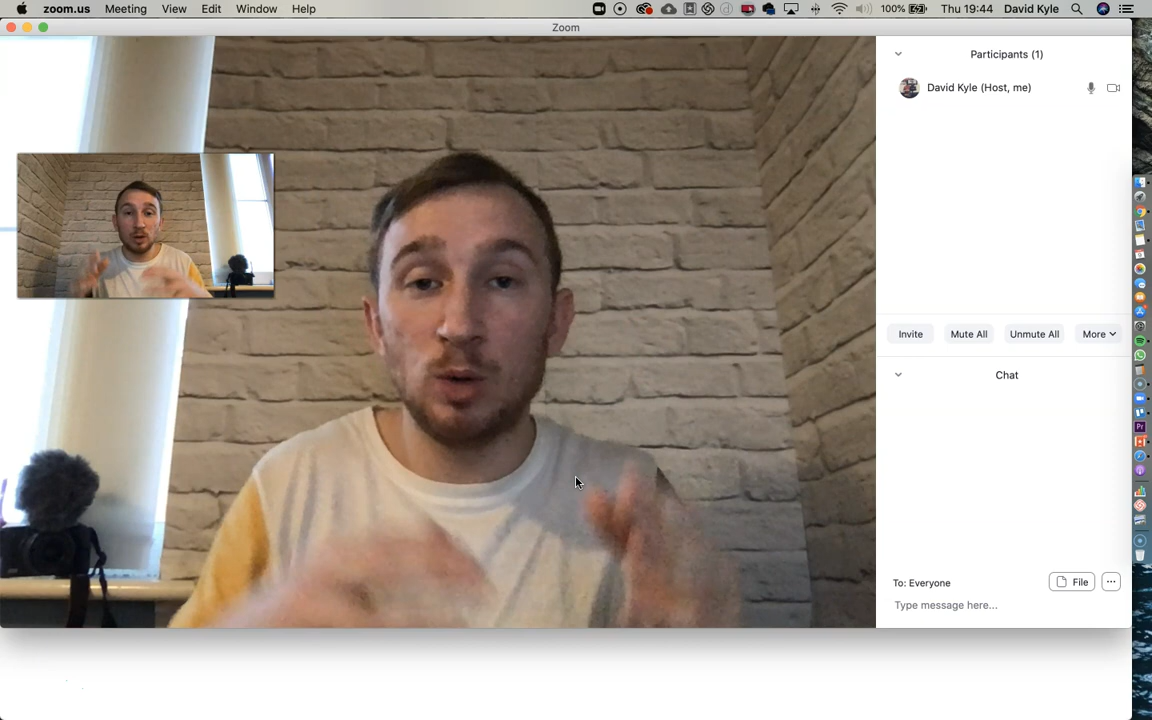 zoom.us Meeting View Edit Window Help 100% Thu 19:44 David Kyle
Zoom
Participants (1)
David Kyle (Host, me)
Invite Mute All Unmute All More
Chat
To: Everyone File
Type message here...